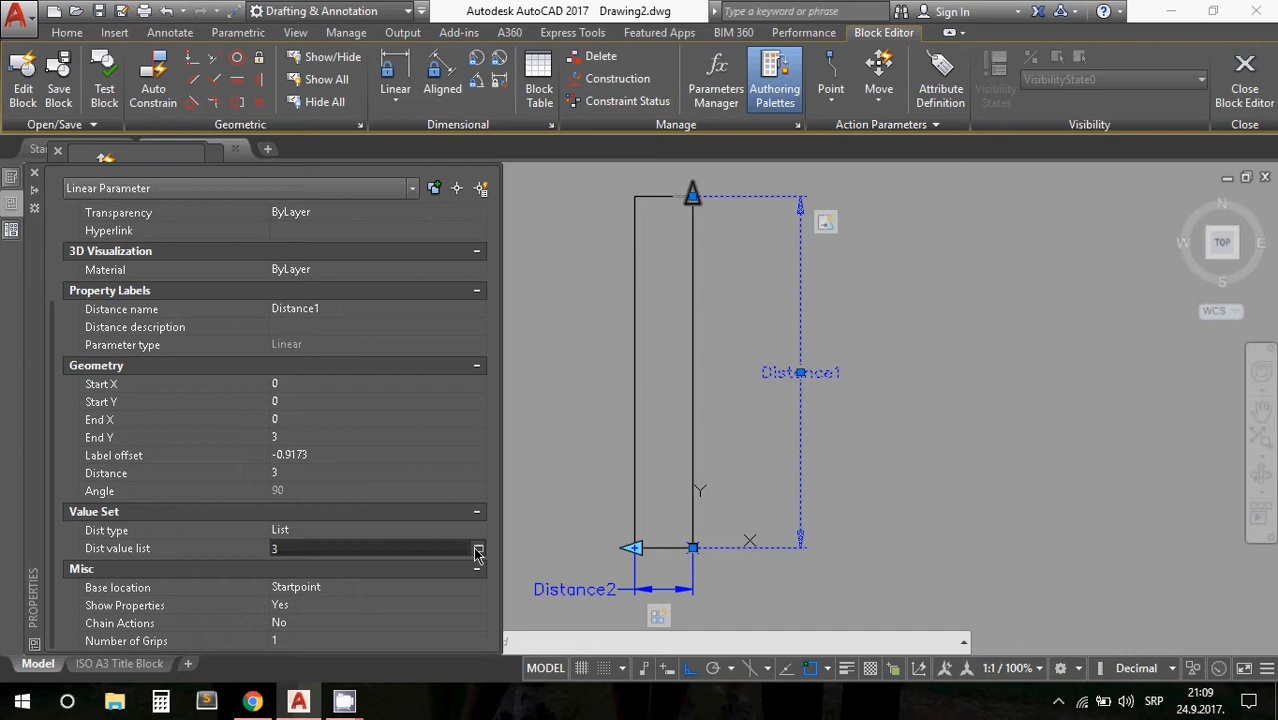 Drafting & Annotation
Autodesk AutoCAD 2017 Drawing2.dwg
Type a keyword or phrase
Sign In
Home Insert Annotate Parametric View Manage Output Add-ins A360 Express Tools Featured Apps BIM 360 Performance Block Editor
Edit Block
Save Block
Test Block
Auto Constrain
Show/Hide
Show All
Hide All
Linear
Aligned
Block Table
Delete
Construction
Constraint Status
Parameters Manager
Authoring Palettes
Point
Move
Attribute Definition
Visibility States
VisibilityState0
Close Block Editor
Open/Save Geometric Dimensional Manage Action Parameters Visibility Close
Star
Linear Parameter
Transparency ByLayer
Hyperlink
3D Visualization
Material ByLayer
Property Labels
Distance name Distance1
Distance description
Parameter type Linear
Geometry
Start X 0
Start Y 0
End X 0
End Y 3
Label offset -0.9173
Distance 3
Angle 90
Value Set
Dist type List
Dist value list 3
Misc
Base location Startpoint
Show Properties Yes
Chain Actions No
Number of Grips 1
PROPERTIES
Distance1
Y
X
Distance2
N
W TOP E
S
WCS
Model ISO A3 Title Block
MODEL 1:1 / 100% Decimal
SRP
21:09
24.9.2017.